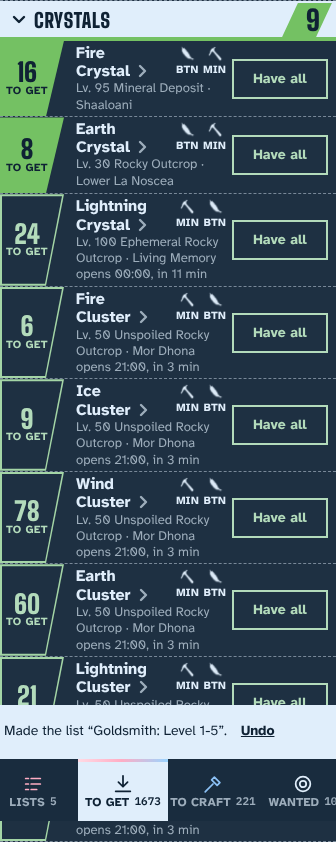 CRYSTALS 9
16
TO GET
Fire
Crystal
BTN MIN
Lv. 95 Mineral Deposit ·
Shaaloani
Have all
8
TO GET
Earth
Crystal
BTN MIN
Lv. 30 Rocky Outcrop ·
Lower La Noscea
Have all
24
TO GET
Lightning
Crystal
MIN BTN
Lv. 100 Ephemeral Rocky
Outcrop · Living Memory
opens 00:00, in 11 min
Have all
6
TO GET
Fire
Cluster
MIN BTN
Lv. 50 Unspoiled Rocky
Outcrop · Mor Dhona
opens 21:00, in 3 min
Have all
9
TO GET
Ice
Cluster
MIN BTN
Lv. 50 Unspoiled Rocky
Outcrop · Mor Dhona
opens 21:00, in 3 min
Have all
78
TO GET
Wind
Cluster
MIN BTN
Lv. 50 Unspoiled Rocky
Outcrop · Mor Dhona
opens 21:00, in 3 min
Have all
60
TO GET
Earth
Cluster
MIN BTN
Lv. 50 Unspoiled Rocky
Outcrop · Mor Dhona
opens 21:00, in 3 min
Have all
21
Lightning
Cluster
MIN BTN
Lv. 50 Unspoiled Rocky
Have all
Made the list “Goldsmith: Level 1-5”. Undo
LISTS 5
TO GET 1673
TO CRAFT 221
WANTED
opens 21:00, in 3 min